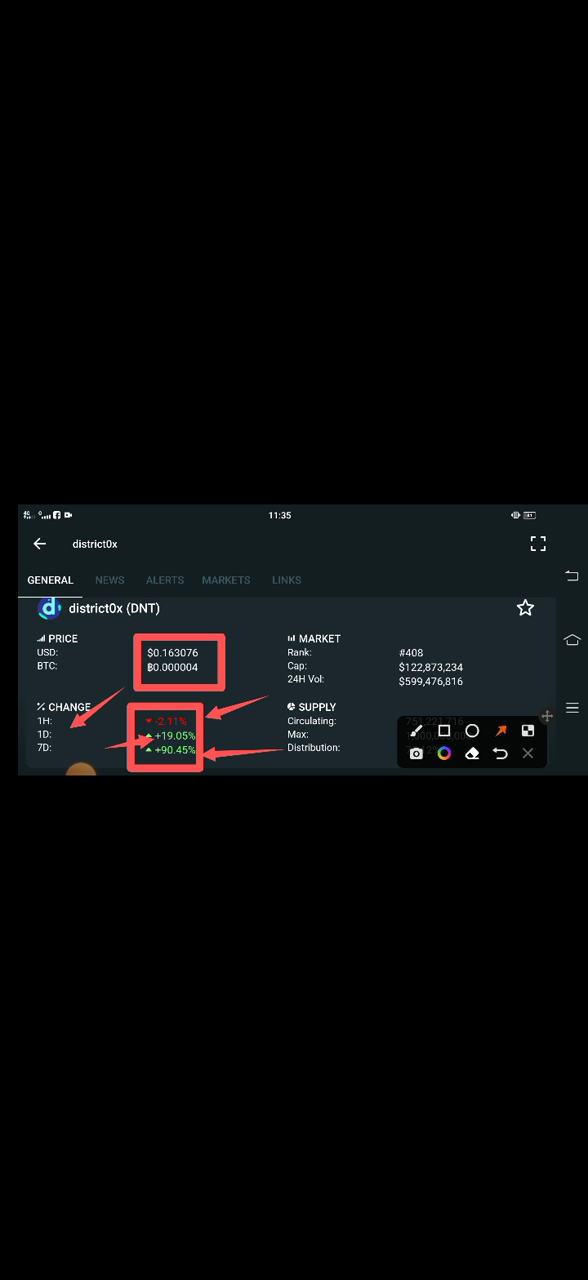 11:35
district0x
GENERAL NEWS ALERTS MARKETS LINKS
district0x (DNT)
PRICE
USD: $0.163076
BTC: ฿0.000004
MARKET
Rank: #408
Cap: $122,873,234
24H Vol: $599,476,816
CHANGE
1H: -2.11%
1D: +19.05%
7D: +90.45%
SUPPLY
Circulating:
Max:
Distribution: